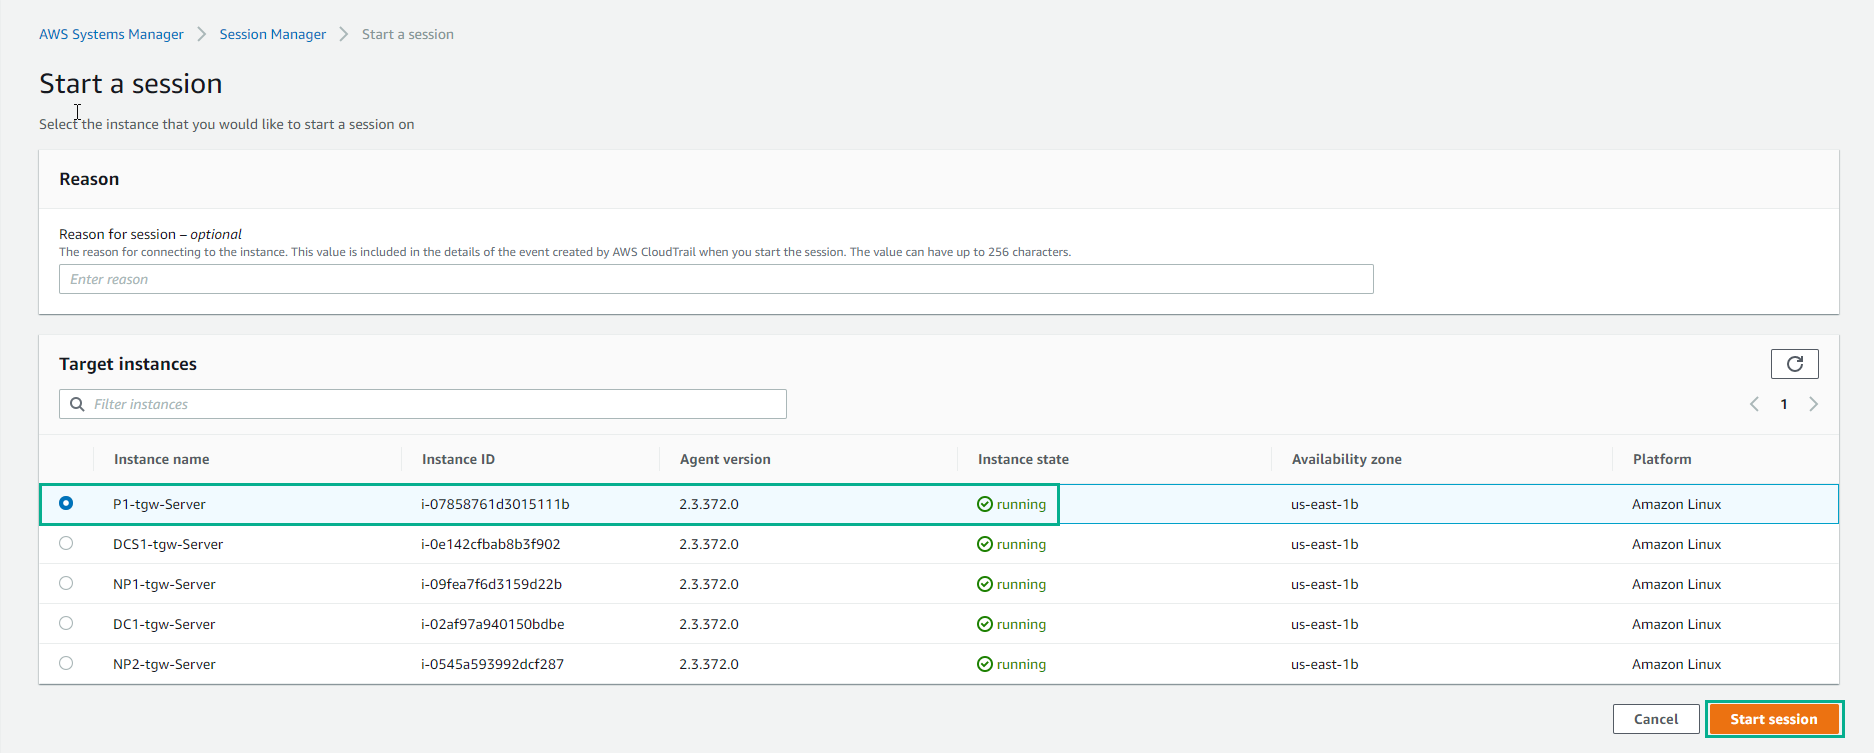 AWS Systems Manager > Session Manager > Start a session
Start a session
Select the instance that you would like to start a session on
Reason
Reason for session – optional
The reason for connecting to the instance. This value is included in the details of the event created by AWS CloudTrail when you start the session. The value can have up to 256 characters.
Enter reason
Target instances
Filter instances
1
Instance name Instance ID Agent version Instance state Availability zone Platform
P1-tgw-Server i-07858761d3015111b 2.3.372.0 running us-east-1b Amazon Linux
DCS1-tgw-Server i-0e142cfbab8b3f902 2.3.372.0 running us-east-1b Amazon Linux
NP1-tgw-Server i-09fea7f6d3159d22b 2.3.372.0 running us-east-1b Amazon Linux
DC1-tgw-Server i-02af97a940150bdbe 2.3.372.0 running us-east-1b Amazon Linux
NP2-tgw-Server i-0545a593992dcf287 2.3.372.0 running us-east-1b Amazon Linux
Cancel Start session